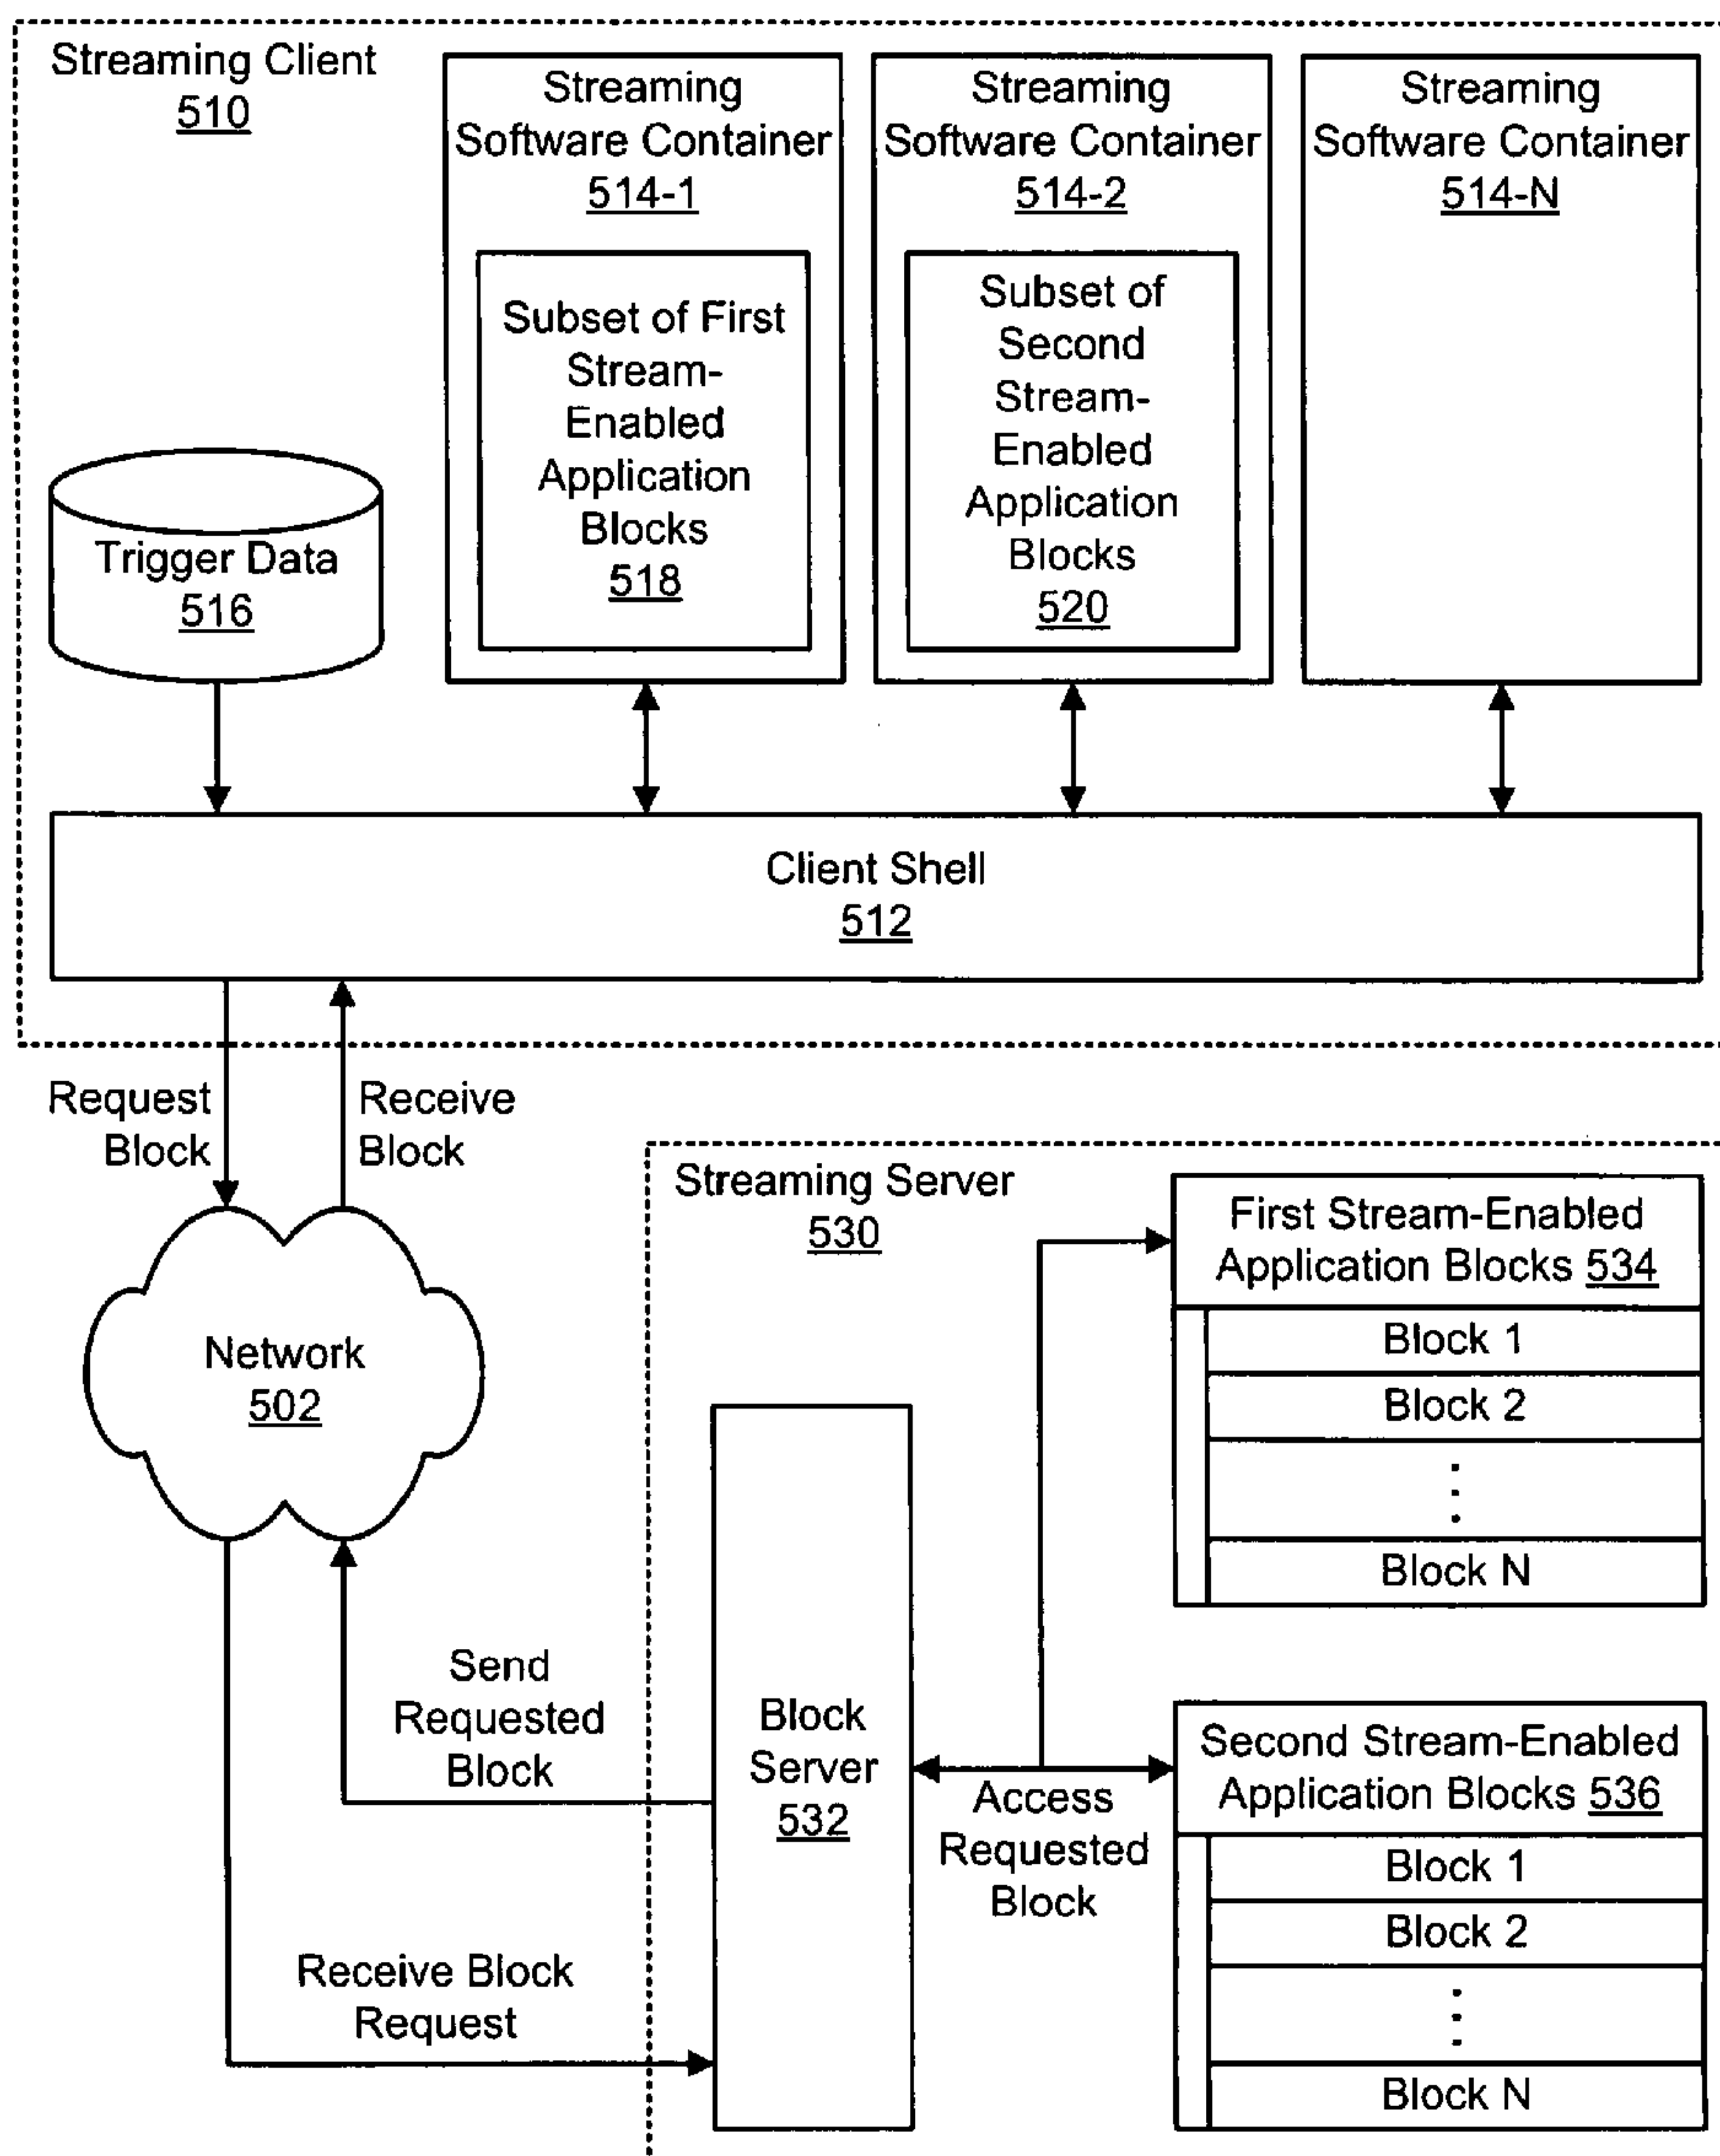 Streaming Client
510
Streaming
Software Container
514-1
Subset of First
Stream-
Enabled
Application
Blocks
518
Streaming
Software Container
514-2
Subset of
Second
Stream-
Enabled
Application
Blocks
520
Streaming
Software Container
514-N
Trigger Data
516
Client Shell
512
Request
Block
Receive
Block
Network
502
Streaming Server
530
First Stream-Enabled
Application Blocks 534
Block 1
Block 2
Block N
Send
Requested
Block
Block
Server
532
Access
Requested
Block
Second Stream-Enabled
Application Blocks 536
Block 1
Block 2
Block N
Receive Block
Request